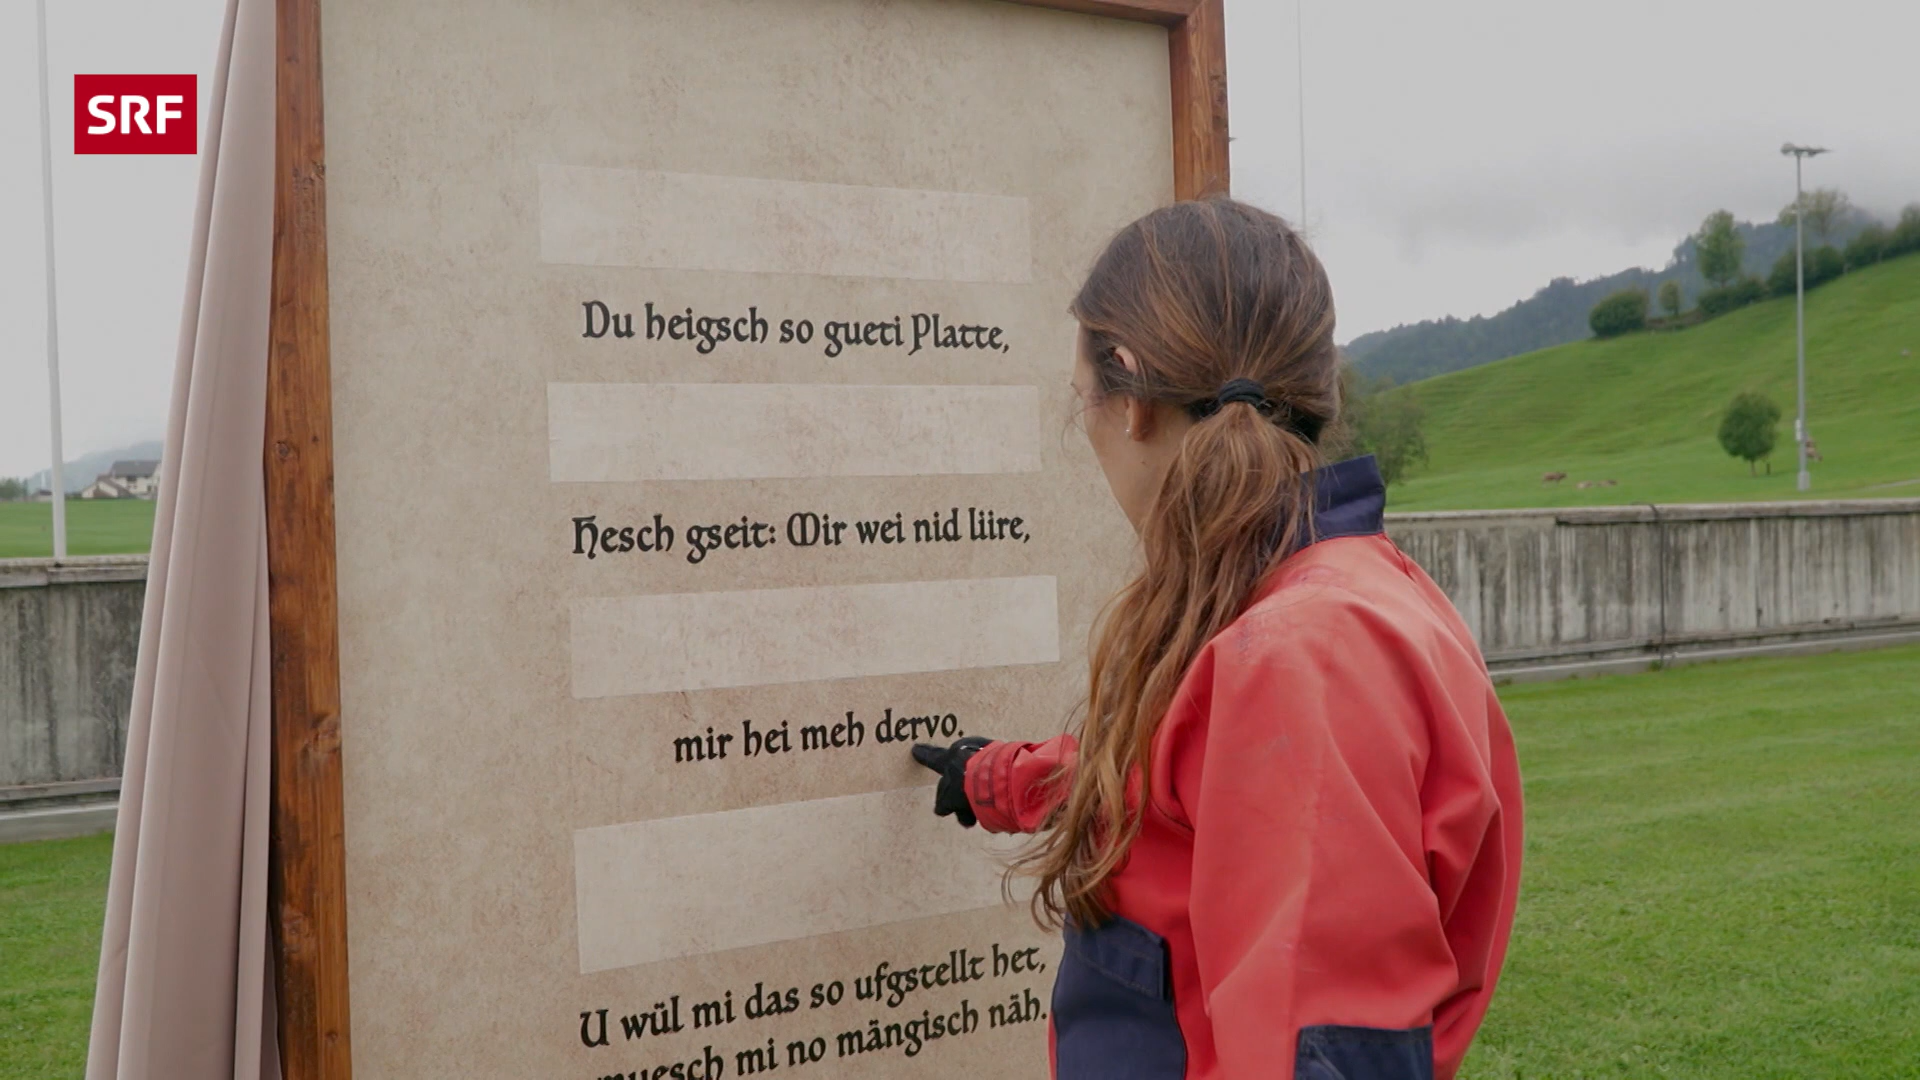 SRF
Du heigsch so gueti Platte,
Hesch gseit: Mir wei nid liire,
mir hei meh dervo.
U wül mi das so ufgstellt het,
muesch mi no mängisch näh.